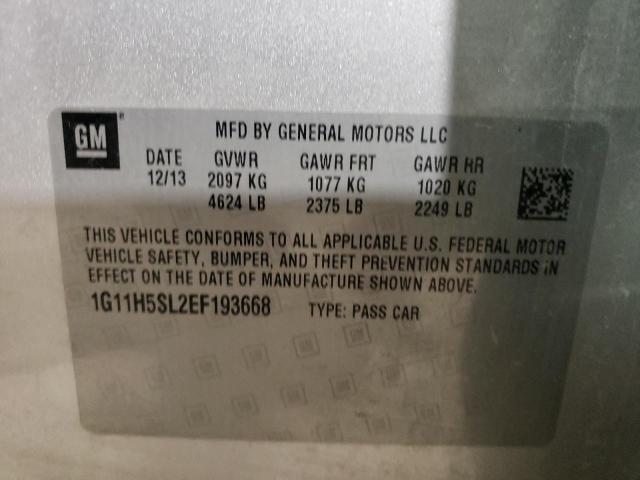 GM
MFD BY GENERAL MOTORS LLC
DATE GVWR GAWR FRT GAWR RR
12/13 2097 KG 1077 KG 1020 KG
4624 LB 2375 LB 2249 LB
THIS VEHICLE CONFORMS TO ALL APPLICABLE U.S. FEDERAL MOTOR
VEHICLE SAFETY, BUMPER, AND THEFT PREVENTION STANDARDS IN
EFFECT ON THE DATE OF MANUFACTURE SHOWN ABOVE.
1G11H5SL2EF193668 TYPE: PASS CAR